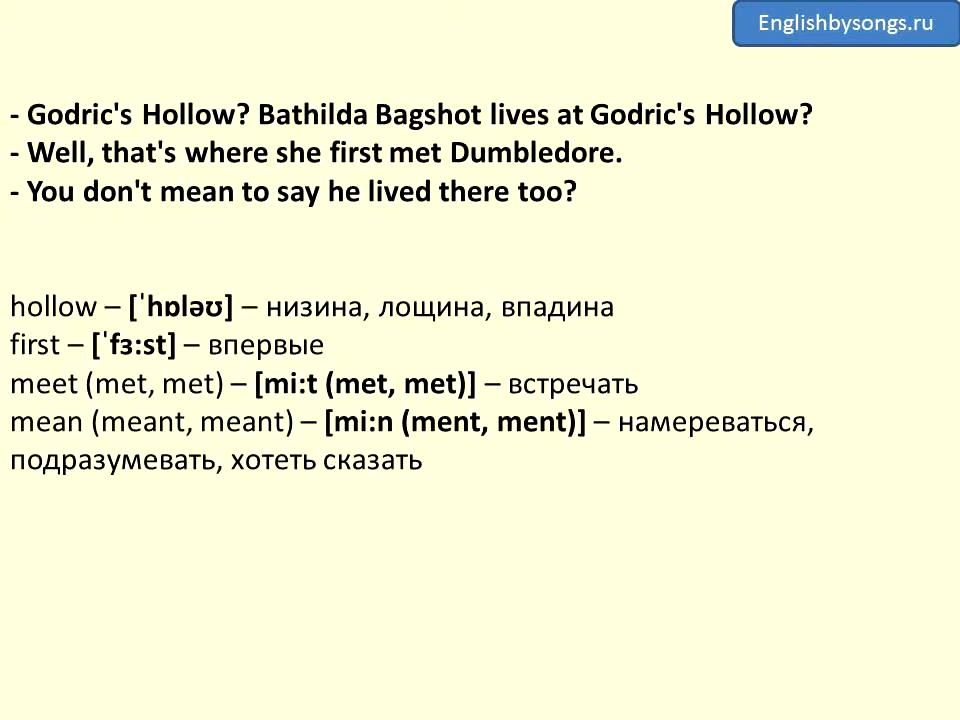 Englishbysongs.ru
- Godric's Hollow? Bathilda Bagshot lives at Godric's Hollow?
- Well, that's where she first met Dumbledore.
- You don't mean to say he lived there too?
hollow – [ˈhɒləʊ] – низина, лощина, впадина
first – [ˈfɜ:st] – впервые
meet (met, met) – [mi:t (met, met)] – встречать
mean (meant, meant) – [mi:n (ment, ment)] – намереваться,
подразумевать, хотеть сказать